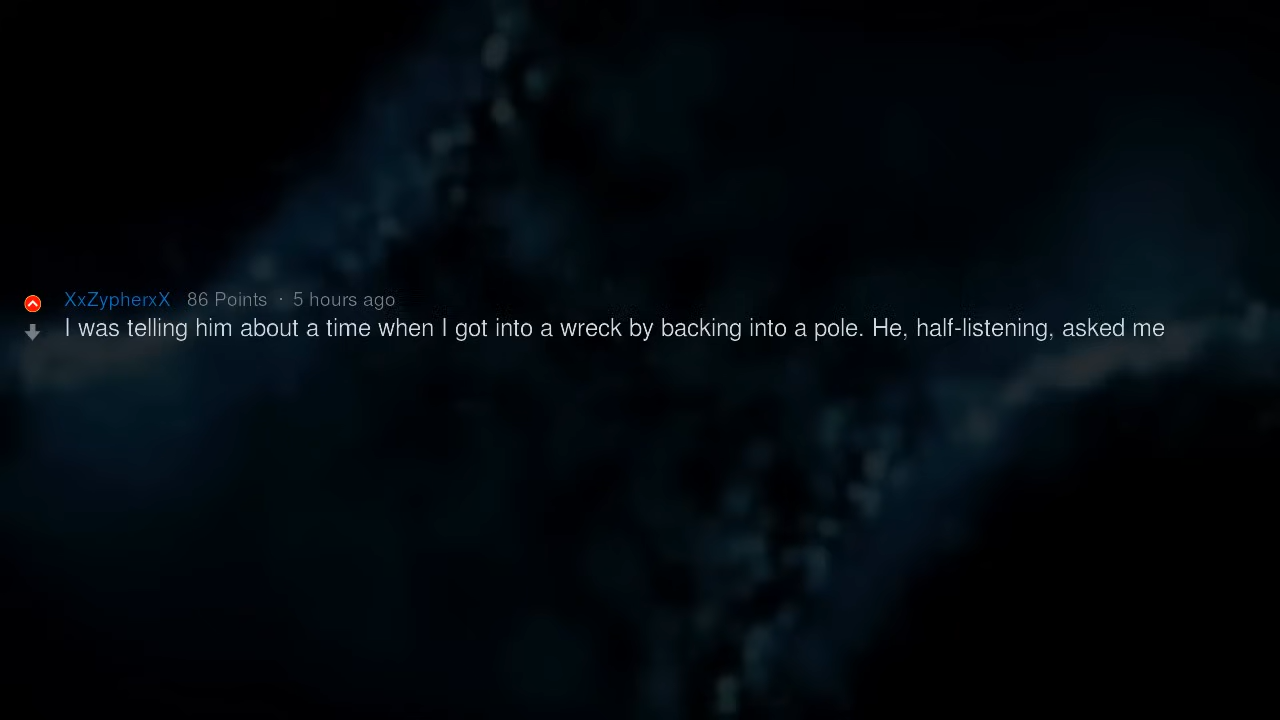 XxZypherxX 86 Points · 5 hours ago
I was telling him about a time when I got into a wreck by backing into a pole. He, half-listening, asked me